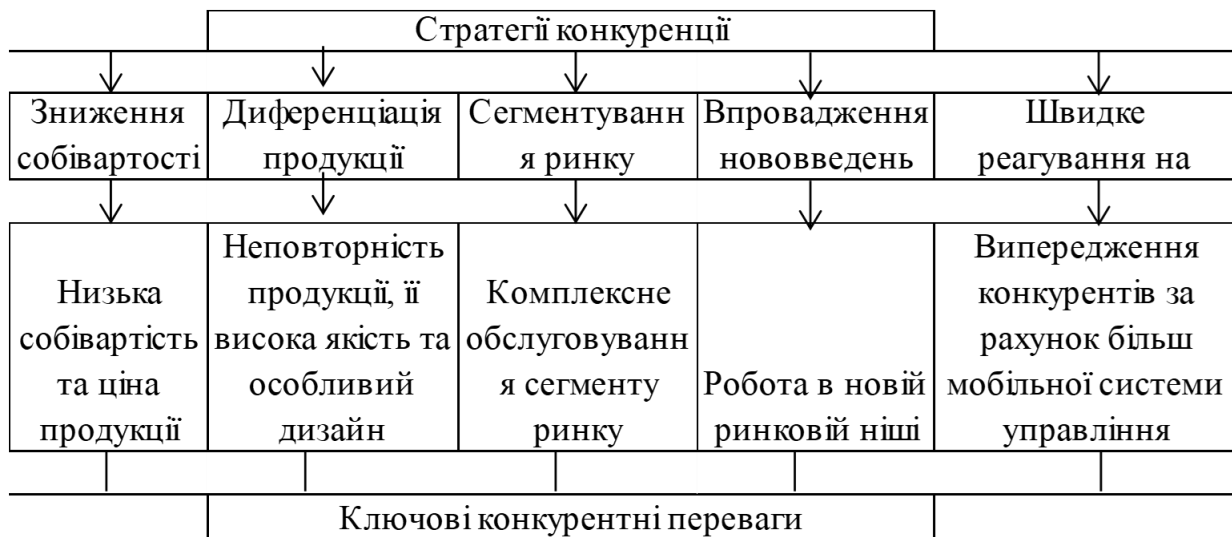 Стратегії конкуренції
Зниження
собівартості
Диференціація
продукції
Сегментуванн
я ринку
Впровадження
нововведень
Швидке
реагування на
Низька
собівартість
та ціна
продукції
Неповторність
продукції, її
висока якість та
особливий
дизайн
Комплексне
обслуговуванн
я сегменту
ринку
Робота в новій
ринковій ніші
Випередження
конкурентів за
рахунок більш
мобільної системи
управління
Ключові конкурентні переваги